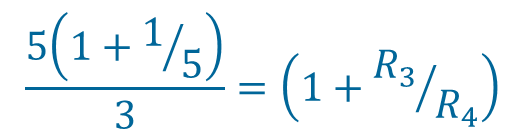 5(1 + 1/5)
3
= (1 + R₃/R₄)